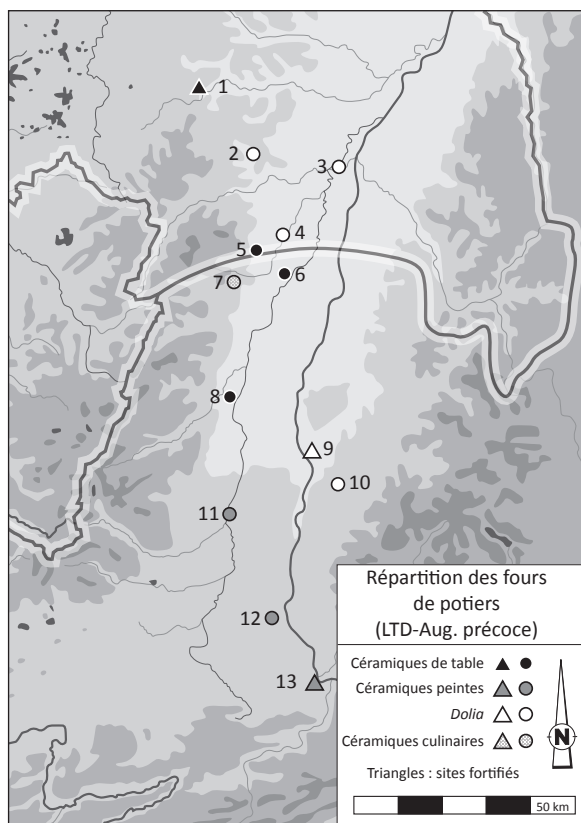 1
2
3
4
5
6
7
8
9
10
11
12
13
Répartition des fours
de potiers
(LTD-Aug. précoce)
Céramiques de table
Céramiques peintes
Dolia
Céramiques culinaires
Triangles : sites fortifiés
N
50 km